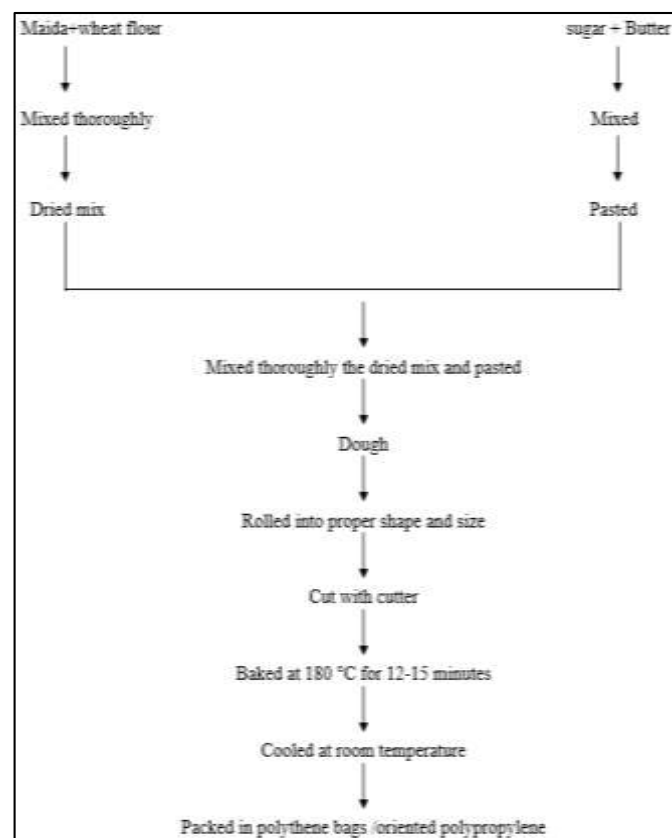 Maida+wheat flour
sugar + Butter
Mixed thoroughly
Mixed
Dried mix
Pasted
Mixed thoroughly the dried mix and pasted
Dough
Rolled into proper shape and size
Cut with cutter
Baked at 180 °C for 12-15 minutes
Cooled at room temperature
Packed in polythene bags /oriented polypropylene